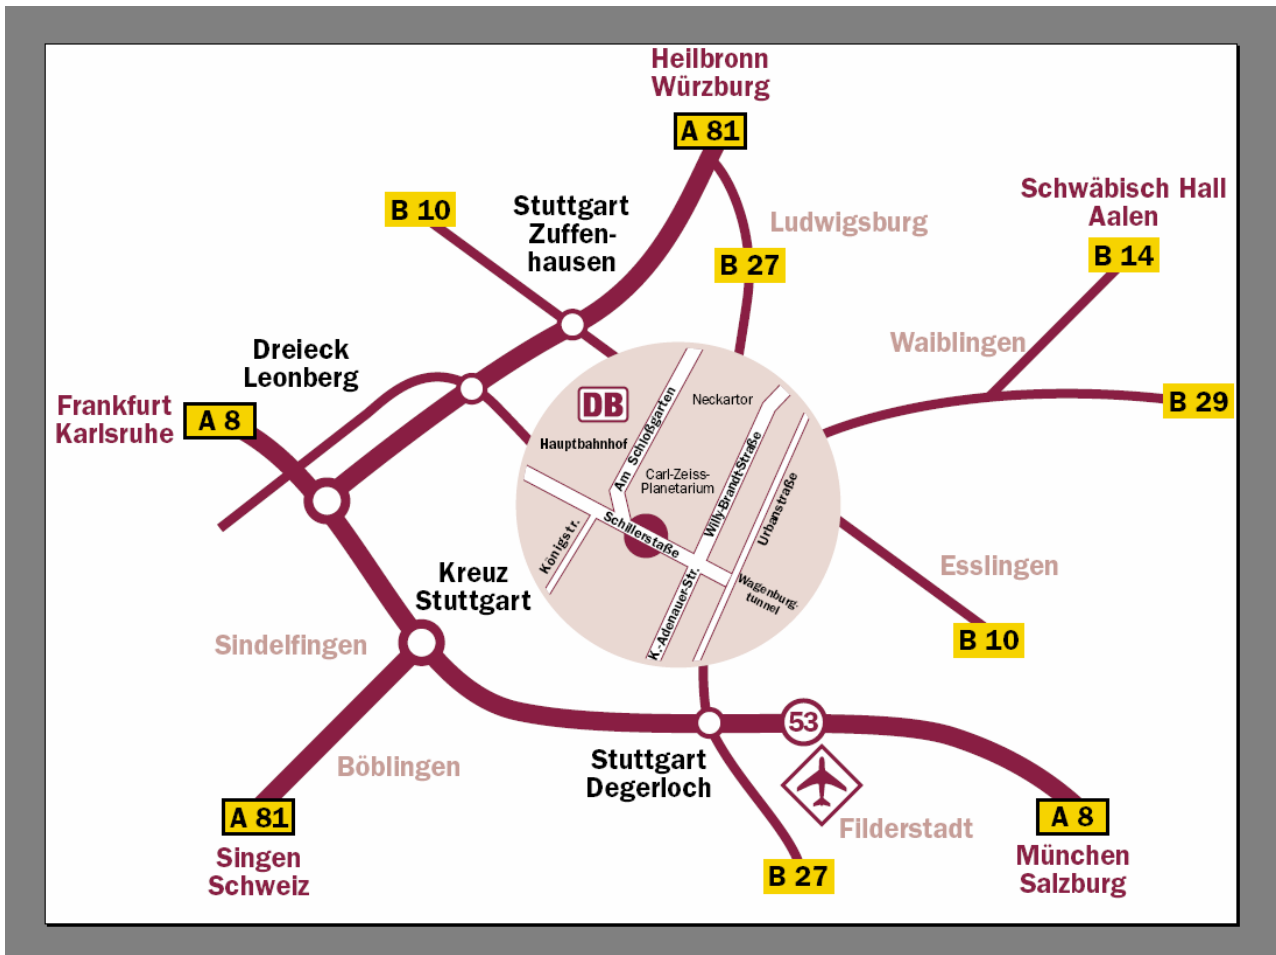 Heilbronn
Würzburg
A 81
Schwäbisch Hall
Aalen
B 10
Stuttgart
Zuffen-
hausen
Ludwigsburg
B 27
B 14
Waiblingen
Dreieck
Leonberg
Frankfurt
Karlsruhe
A 8
B 29
DB
Hauptbahnhof
Am Schloßgarten
Neckartor
Carl-Zeiss-
Planetarium
Willy-Brandt-Straße
Urbanstraße
Schillerstaße
Königstr.
K.-Adenauer-Str.
Wagenburg-
tunnel
Kreuz
Stuttgart
Esslingen
B 10
Sindelfingen
Böblingen
Stuttgart
Degerloch
53
Filderstadt
A 81
Singen
Schweiz
B 27
A 8
München
Salzburg